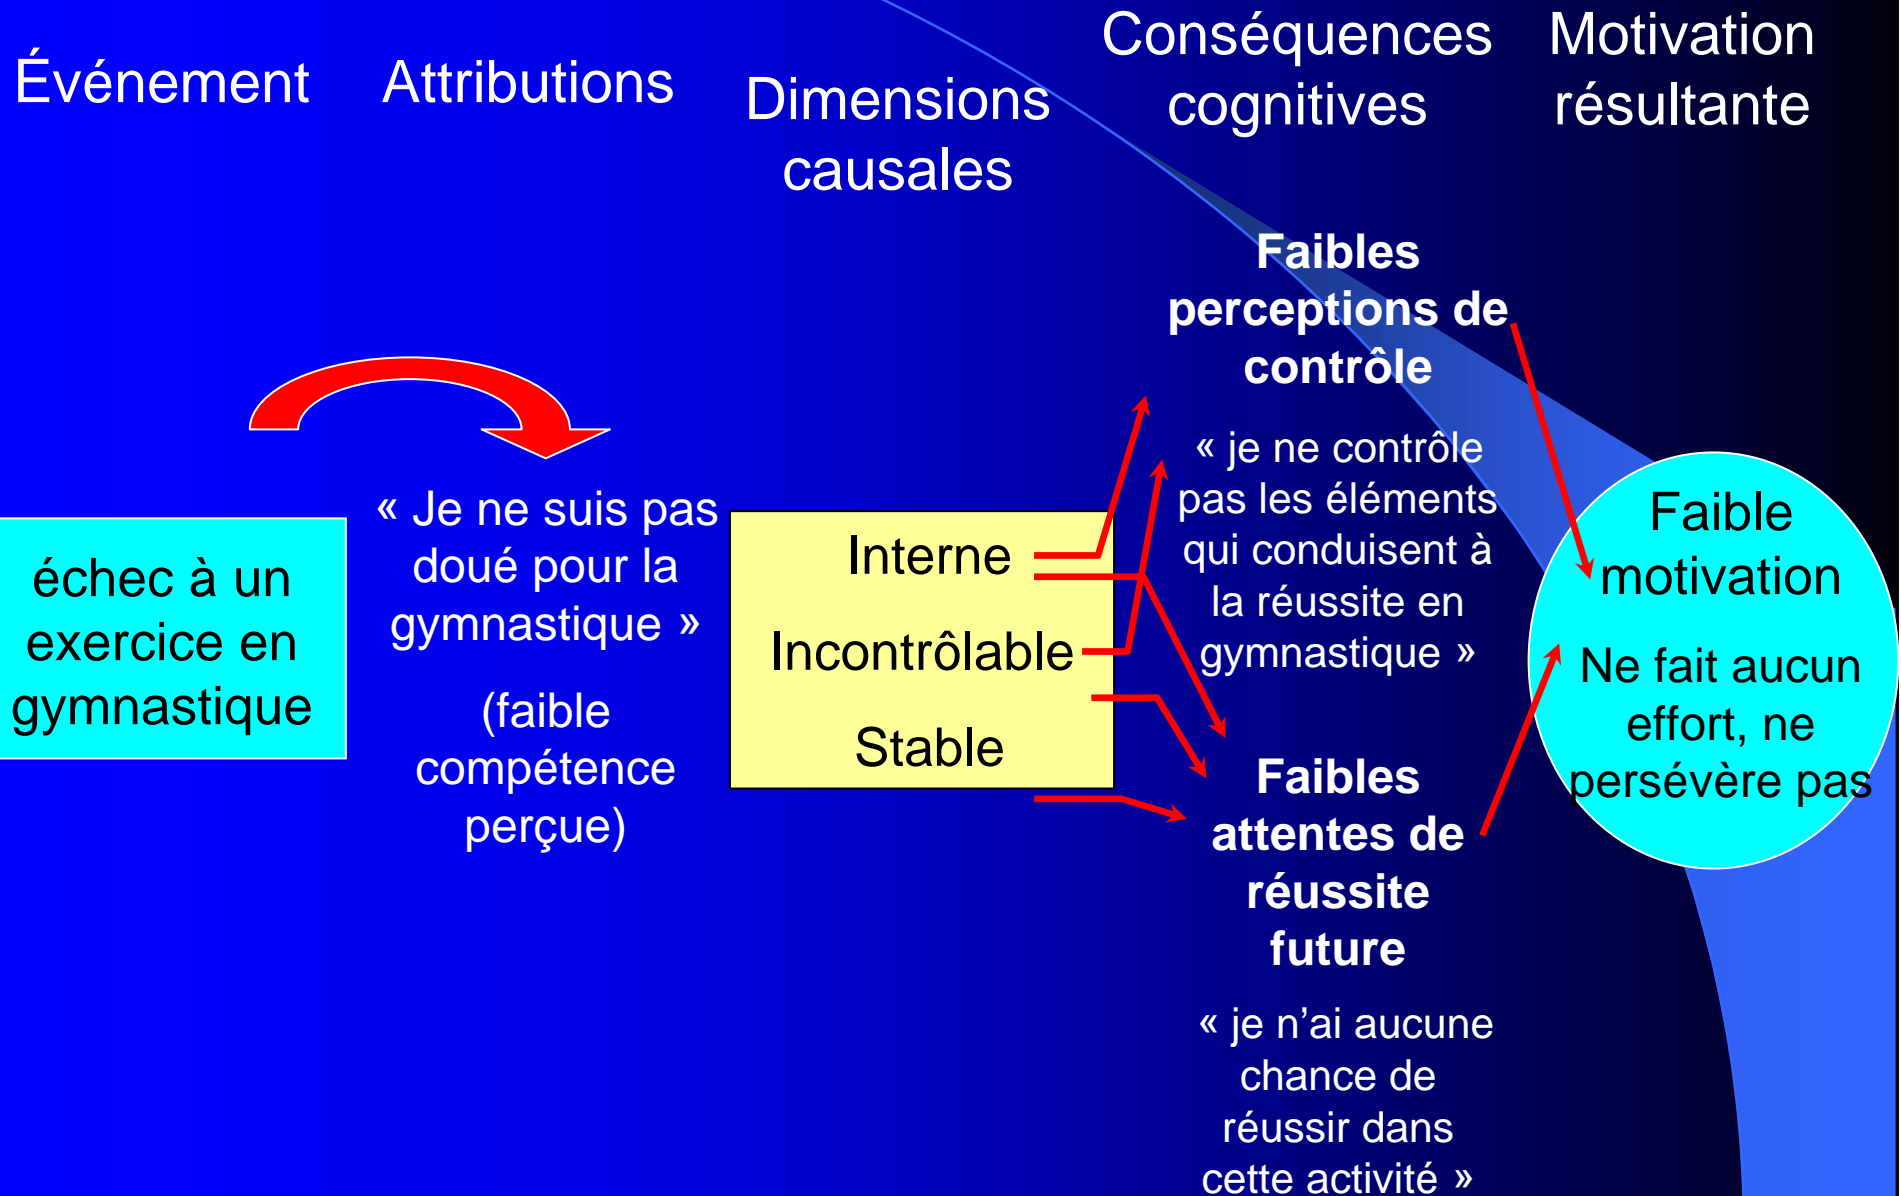 Événement
Attributions
Dimensions
causales
Conséquences
cognitives
Motivation
résultante
échec à un
exercice en
gymnastique
« Je ne suis pas
doué pour la
gymnastique »
(faible
compétence
perçue)
Interne
Incontrôlable
Stable
Faibles
perceptions de
contrôle
« je ne contrôle
pas les éléments
qui conduisent à
la réussite en
gymnastique »
Faibles
attentes de
réussite
future
« je n’ai aucune
chance de
réussir dans
cette activité »
Faible
motivation
Ne fait aucun
effort, ne
persévère pas